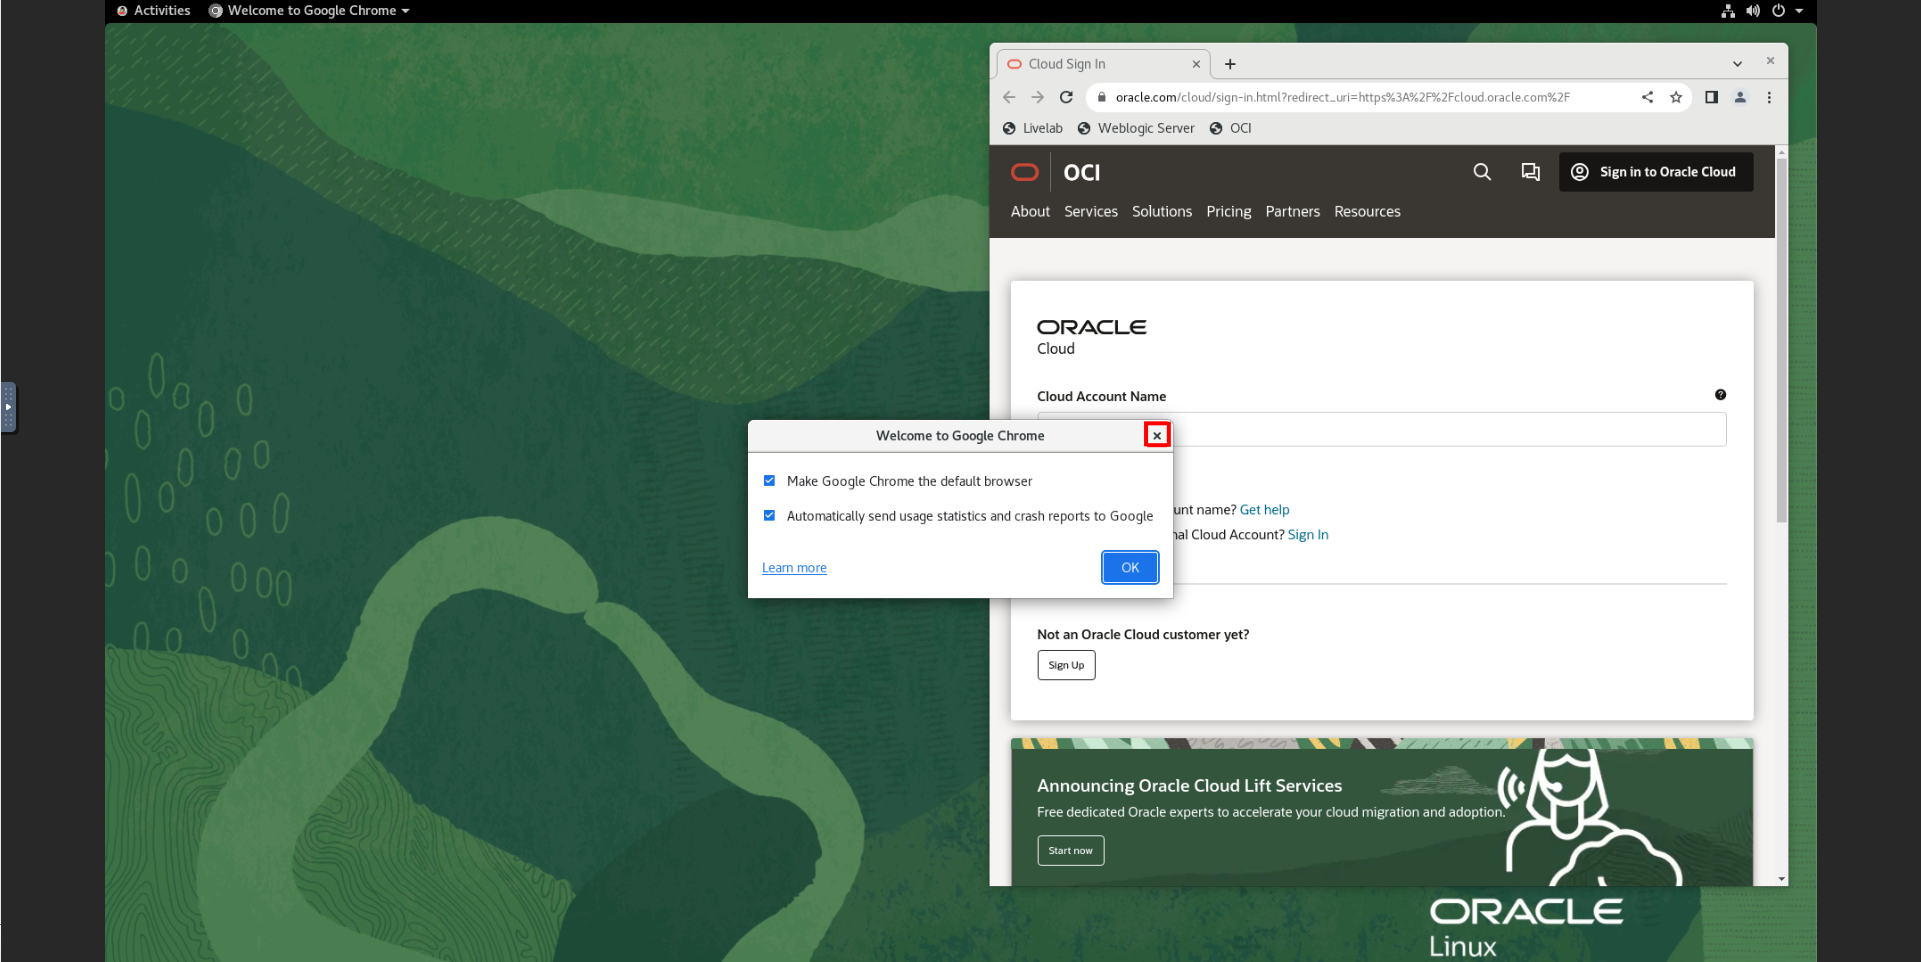 Activities Welcome to Google Chrome
Cloud Sign In
oracle.com/cloud/sign-in.html?redirect_uri=https%3A%2F%2Fcloud.oracle.com%2F
Livelab Weblogic Server OCI
OCI Sign in to Oracle Cloud
About Services Solutions Pricing Partners Resources
ORACLE
Cloud
Cloud Account Name
Welcome to Google Chrome
Make Google Chrome the default browser
Automatically send usage statistics and crash reports to Google
Learn more OK
name? Get help
Cloud Account? Sign In
Not an Oracle Cloud customer yet?
Sign Up
Announcing Oracle Cloud Lift Services
Free dedicated Oracle experts to accelerate your cloud migration and adoption.
Start now
ORACLE
Linux